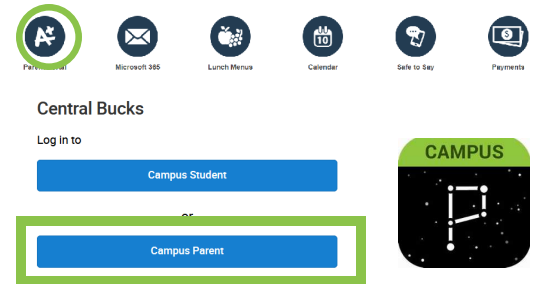 A+
Microsoft 365
Lunch Menus
10
Calendar
Safe to Say
$
Payments
Central Bucks
Log in to
Campus Student
or
Campus Parent
CAMPUS